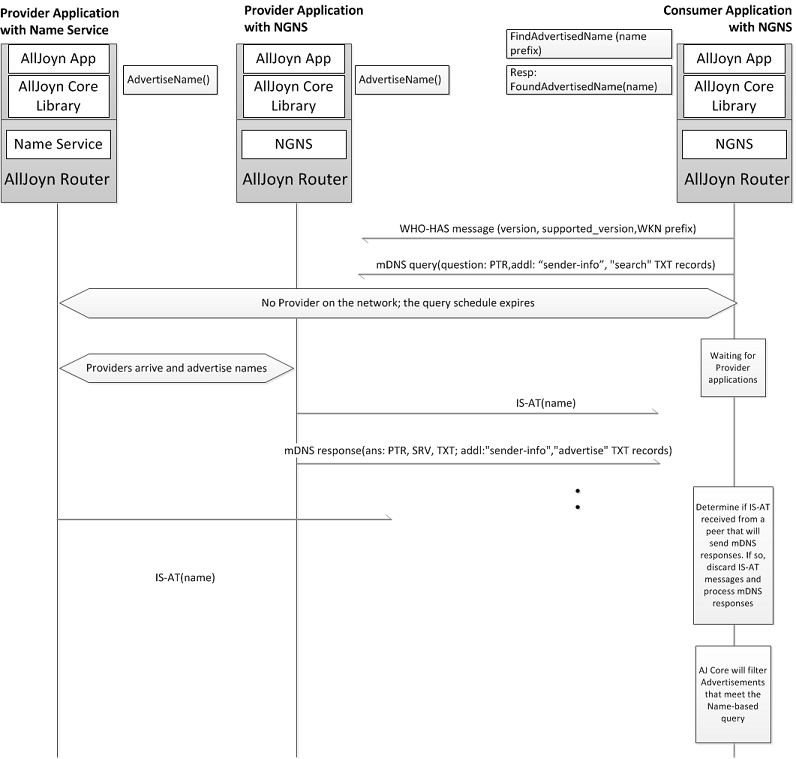 Provider Application
with Name Service
Provider Application
with NGNS
Consumer Application
with NGNS
AllJoyn App
AllJoyn Core
Library
Name Service
AllJoyn Router
AdvertiseName()
AllJoyn App
AllJoyn Core
Library
NGNS
AllJoyn Router
AdvertiseName()
FindAdvertisedName (name
prefix)
Resp:
FoundAdvertisedName(name)
AllJoyn App
AllJoyn Core
Library
NGNS
AllJoyn Router
WHO-HAS message (version, supported_version,WKN prefix)
mDNS query(question: PTR,addl: “sender-info”, "search" TXT records)
No Provider on the network; the query schedule expires
Waiting for
Provider
applications
Providers arrive and advertise names
IS-AT(name)
mDNS response(ans: PTR, SRV, TXT; addl:"sender-info","advertise" TXT records)
Determine if IS-AT
received from a
peer that will
send mDNS
responses. If so,
discard IS-AT
messages and
process mDNS
responses
IS-AT(name)
AJ Core will filter
Advertisements
that meet the
Name-based
query